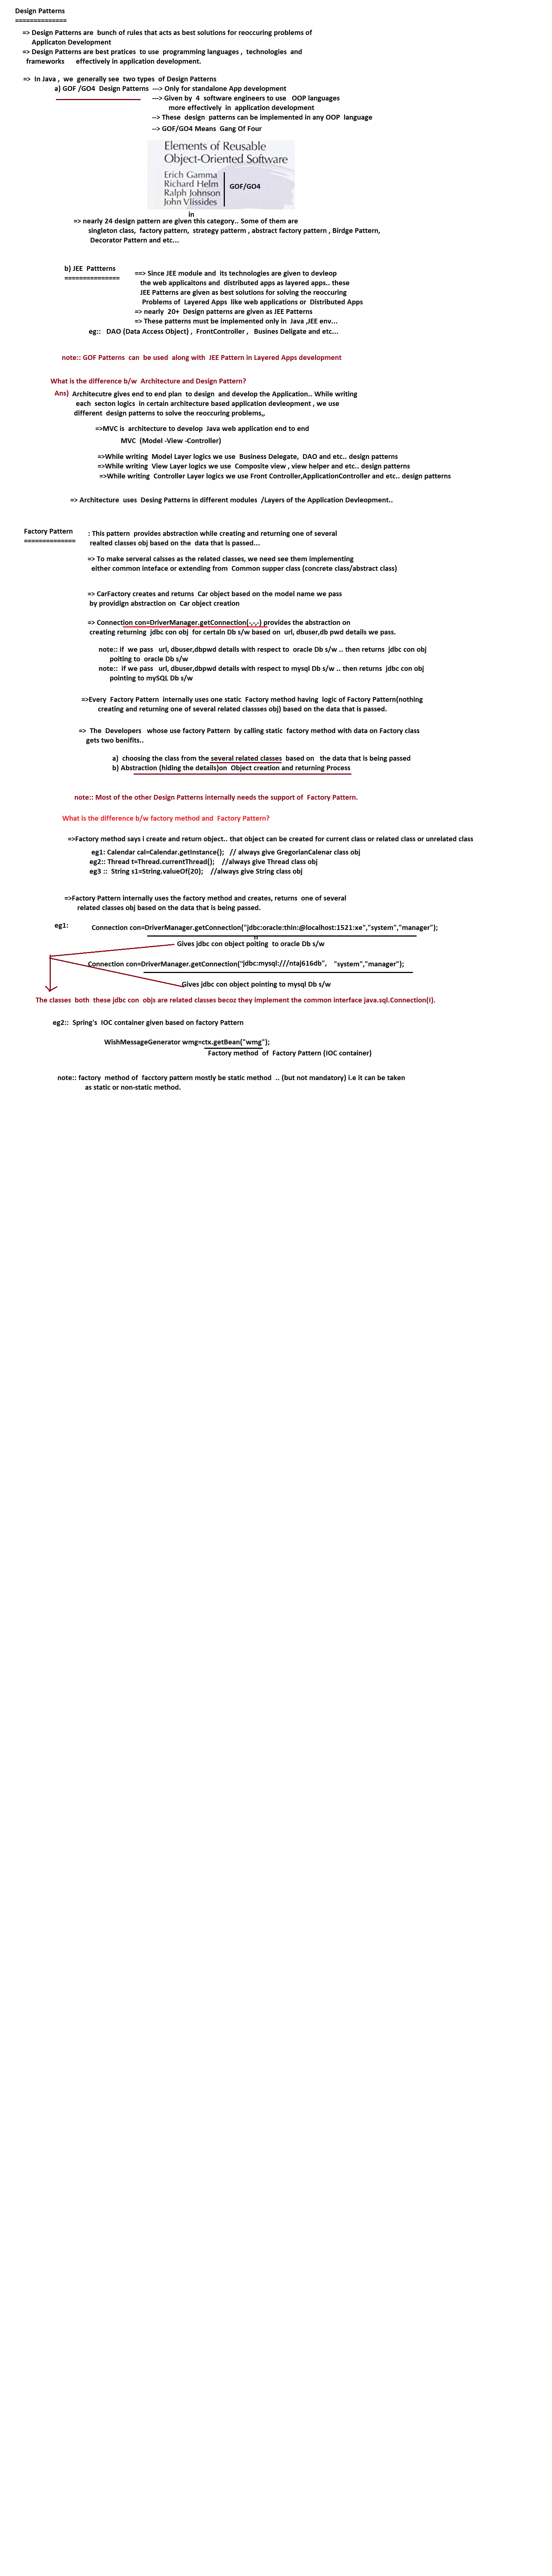 Design Patterns
==============
=> Design Patterns are  bunch of rules that acts as best solutions for reoccuring problems of
Applicaton Development
=> Design Patterns are best pratices  to use  programming languages ,  technologies  and
frameworks      effectively in application development.
=>  In Java ,  we  generally see  two types  of Design Patterns
a) GOF /GO4  Design Patterns  ---> Only for standalone App development
---> Given by  4  software engineers to use   OOP languages
more effectively  in  application development
--> These  design  patterns can be implemented in any OOP  language
--> GOF/GO4 Means  Gang Of Four
Elements of Reusable
Object-Oriented Software
Erich Gamma
Richard Helm
Ralph Johnson
John Vlissides
GOF/GO4
in
=> nearly 24 design pattern are given this category.. Some of them are
singleton class,  factory pattern,  strategy patterm , abstract factory pattern , Birdge Pattern,
Decorator Pattern and etc...
b) JEE  Pattterns
===============
==> Since JEE module and  its technologies are given to devleop
the web applicaitons and  distributed apps as layered apps.. these
JEE Patterns are given as best solutions for solving the reoccuring
Problems of  Layered Apps  like web applications or  Distributed Apps
=> nearly  20+  Design patterns are given as JEE Patterns
=> These patterns must be implemented only in  Java ,JEE env...
eg::   DAO (Data Access Object) ,  FrontController ,   Busines Deligate and etc...
note:: GOF Patterns  can  be used  along with  JEE Pattern in Layered Apps development
What is the difference b/w  Architecture and Design Pattern?
Ans)  Architecutre gives end to end plan  to design  and develop the Application.. While writing
each  secton logics  in certain architecture based application devleopment , we use
different  design patterns to solve the reoccuring problems,,
=>MVC is  architecture to develop  Java web application end to end
MVC  (Model -View -Controller)
=>While writing  Model Layer logics we use  Business Delegate,  DAO and etc.. design patterns
=>While writing  View Layer logics we use  Composite view , view helper and etc.. design patterns
=>While writing  Controller Layer logics we use Front Controller,ApplicationController and etc.. design patterns
=> Architecture  uses  Desing Patterns in different modules  /Layers of the Application Devleopment..
Factory Pattern
==============
: This pattern  provides abstraction while creating and returning one of several
realted classes obj based on the  data that is passed...
=> To make serveral calsses as the related classes, we need see them implementing
either common inteface or extending from  Common supper class (concrete class/abstract class)
=> CarFactory creates and returns  Car object based on the model name we pass
by providign abstraction on  Car object creation
=> Connection con=DriverManager.getConnection(-,-,-) provides the abstraction on
creating returning  jdbc con obj  for certain Db s/w based on  url, dbuser,db pwd details we pass.
note:: if  we pass   url, dbuser,dbpwd details with respect to  oracle Db s/w .. then returns  jdbc con obj
poiting to  oracle Db s/w
note::  if  we pass   url, dbuser,dbpwd details with respect to mysql Db s/w .. then returns  jdbc con obj
pointing to mySQL Db s/w
=>Every  Factory Pattern  internally uses one static  Factory method having  logic of Factory Pattern(nothing
creating and returning one of several related classses obj) based on the data that is passed.
=>  The  Developers   whose use factory Pattern  by calling static  factory method with data on Factory class
gets two benifits..
a)  choosing the class from the several related classes  based on   the data that is being passed
b) Abstraction (hiding the details)on  Object creation and returning Process
note:: Most of the other Design Patterns internally needs the support of  Factory Pattern.
What is the difference b/w factory method and  Factory Pattern?
=>Factory method says i create and return object.. that object can be created for current class or related class or unrelated class
eg1: Calendar cal=Calendar.getInstance();   // always give GregorianCalenar class obj
eg2:: Thread t=Thread.currentThread();    //always give Thread class obj
eg3 ::  String s1=String.valueOf(20);    //always give String class obj
=>Factory Pattern internally uses the factory method and creates, returns  one of several
related classes obj based on the data that is being passed.
eg1:
Connection con=DriverManager.getConnection("jdbc:oracle:thin:@localhost:1521:xe","system","manager");
n
Gives jdbc con object poiting  to oracle Db s/w
Connection con=DriverManager.getConnection("jdbc:mysql:///ntaj616db",    "system","manager");
Gives jdbc con object pointing to mysql Db s/w
The classes  both  these jdbc con  objs are related classes becoz they implement the common interface java.sql.Connection(I).
eg2::  Spring's  IOC container given based on factory Pattern
WishMessageGenerator wmg=ctx.getBean("wmg");
Factory method  of  Factory Pattern (IOC container)
note:: factory  method of  facctory pattern mostly be static method  .. (but not mandatory) i.e it can be taken
as static or non-static method.